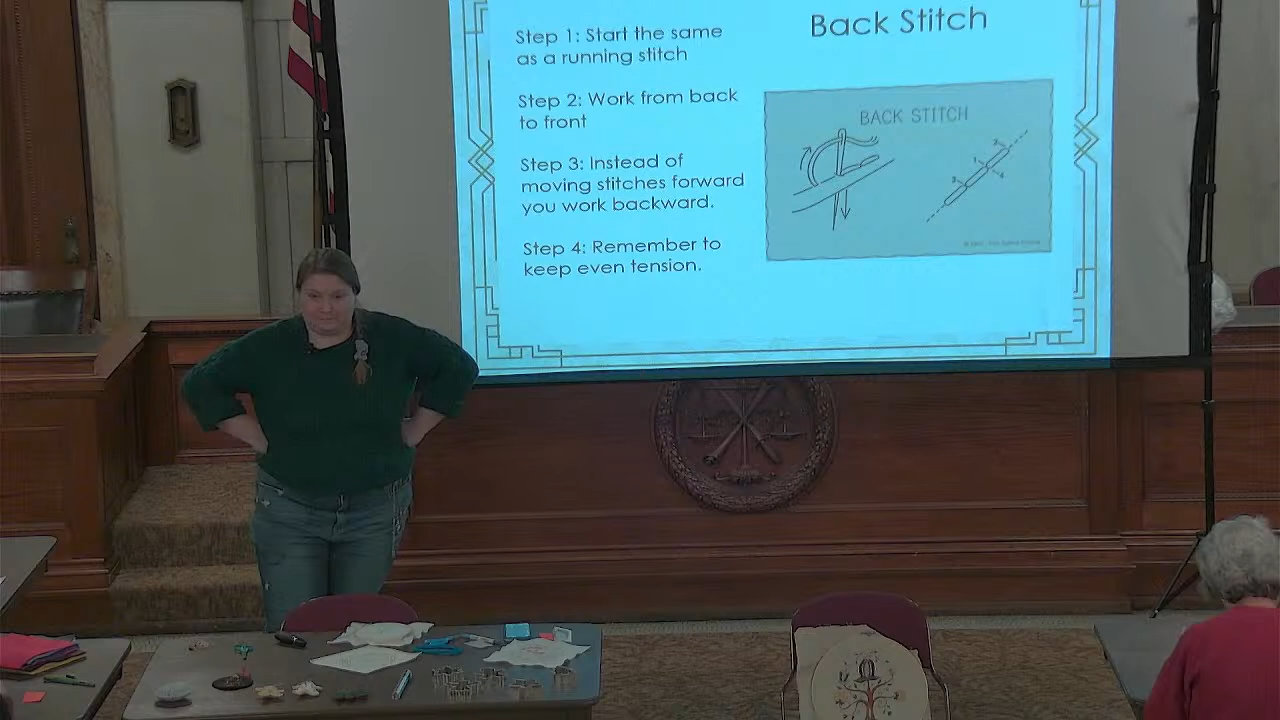 Back Stitch
Step 1: Start the same
as a running stitch
Step 2: Work from back
to front
Step 3: Instead of
moving stitches forward
you work backward.
Step 4: Remember to
keep even tension.
BACK STITCH